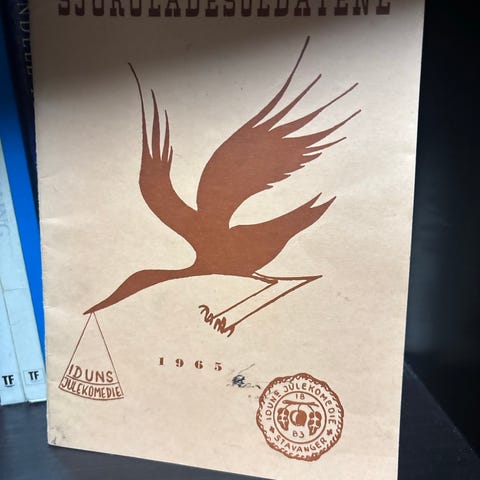 SJOKOLADESOLDATENE
IDUNS
JULEKOMEDIE
1965
IDUNS JULEKOMEDIE
18
83
STAVANGER
TF
TF